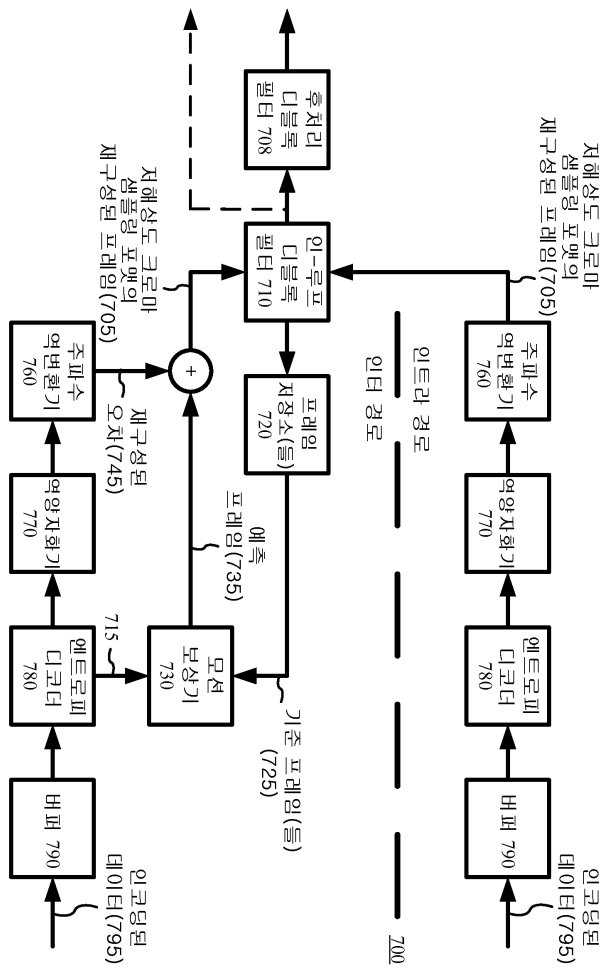 저해상도 크로마
샘플링 포맷의
재구성된 프레임(705)
인코딩된
데이터(795)
주파수
역변환기
760
역양자화기
770
엔트로피
디코더
780
버퍼 790
700
인트라 경로
인터 경로
후처리
디블록
필터 708
인-루프
디블록
필터 710
프레임
저장소(들)
720
기준 프레임(들)
(725)
예측
프레임(735)
모션
보상기
730
저해상도 크로마
샘플링 포맷의
재구성된 프레임(705)
+
재구성된
오차(745)
715
인코딩된
데이터(795)
주파수
역변환기
760
역양자화기
770
엔트로피
디코더
780
버퍼 790